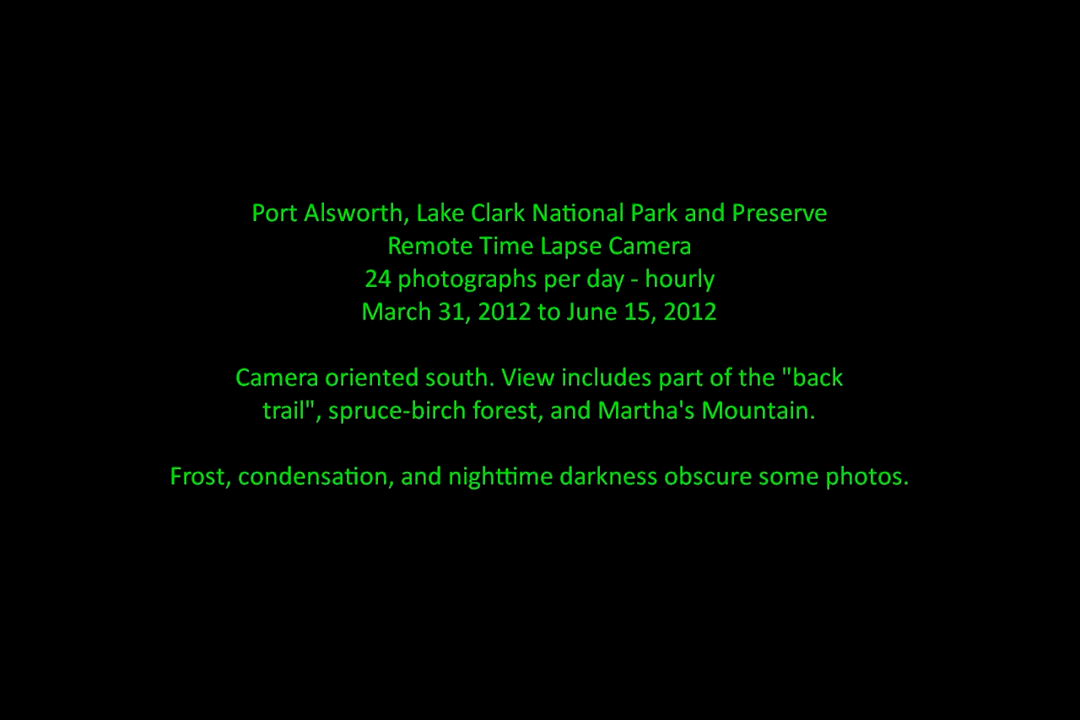 Port Alsworth, Lake Clark National Park and Preserve
Remote Time Lapse Camera
24 photographs per day - hourly
March 31, 2012 to June 15, 2012
Camera oriented south. View includes part of the "back
trail", spruce-birch forest, and Martha's Mountain.
Frost, condensation, and nighttime darkness obscure some photos.